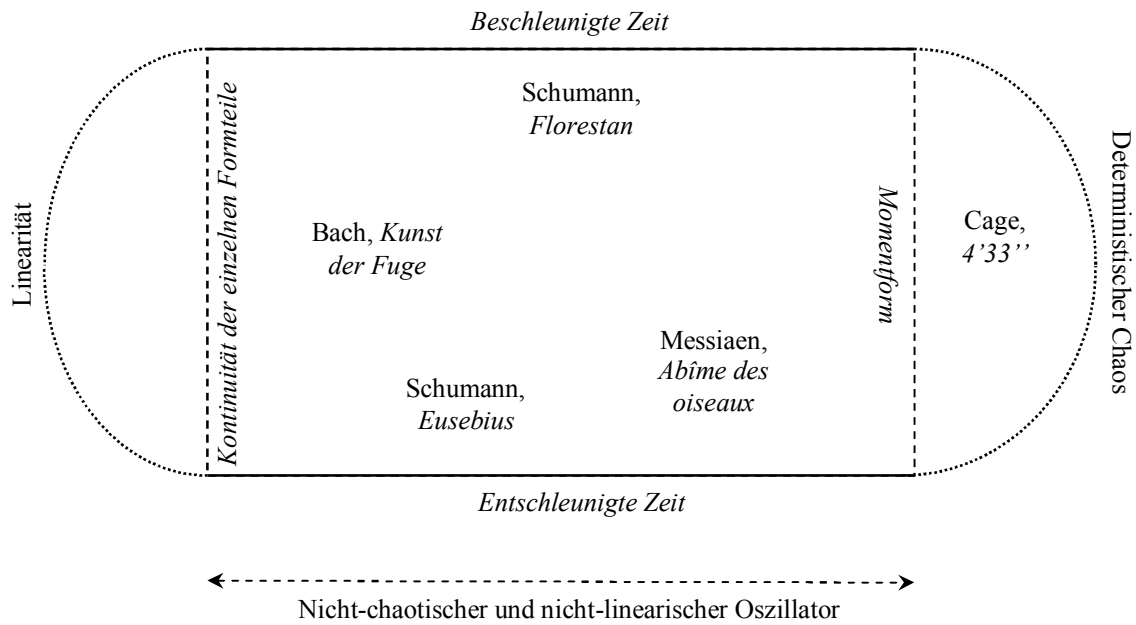 Beschleunigte Zeit
Schumann,
Florestan
Linearität
Kontinuität der einzelnen Formteile
Bach, Kunst
der Fuge
Momentform
Cage,
4’33’’
Deterministischer Chaos
Messiaen,
Abîme des
oiseaux
Schumann,
Eusebius
Entschleunigte Zeit
Nicht-chaotischer und nicht-linearischer Oszillator